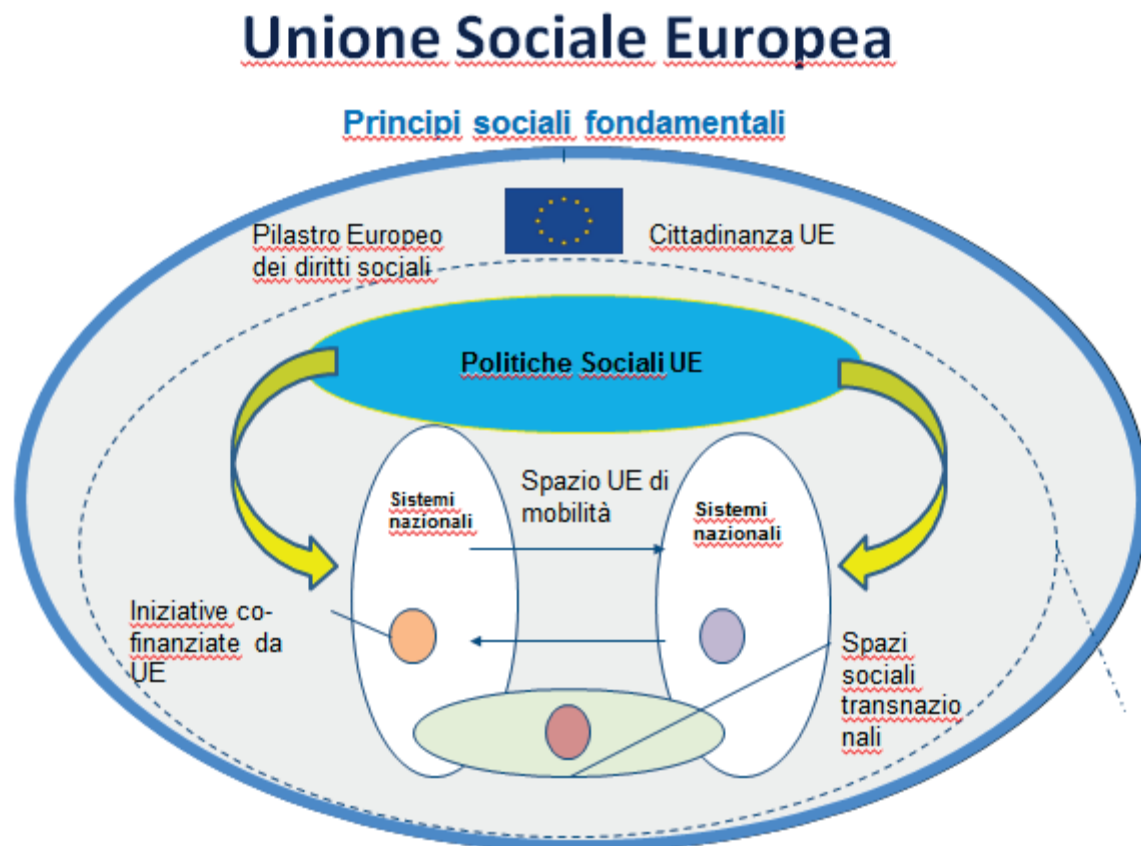 Unione Sociale Europea
Principi sociali fondamentali
Pilastro Europeo
dei diritti sociali
Cittadinanza UE
Politiche Sociali UE
Sistemi
nazionali
Spazio UE di
mobilità
Sistemi
nazionali
Iniziative co-
finanziate da
UE
Spazi
sociali
transnazio
nali